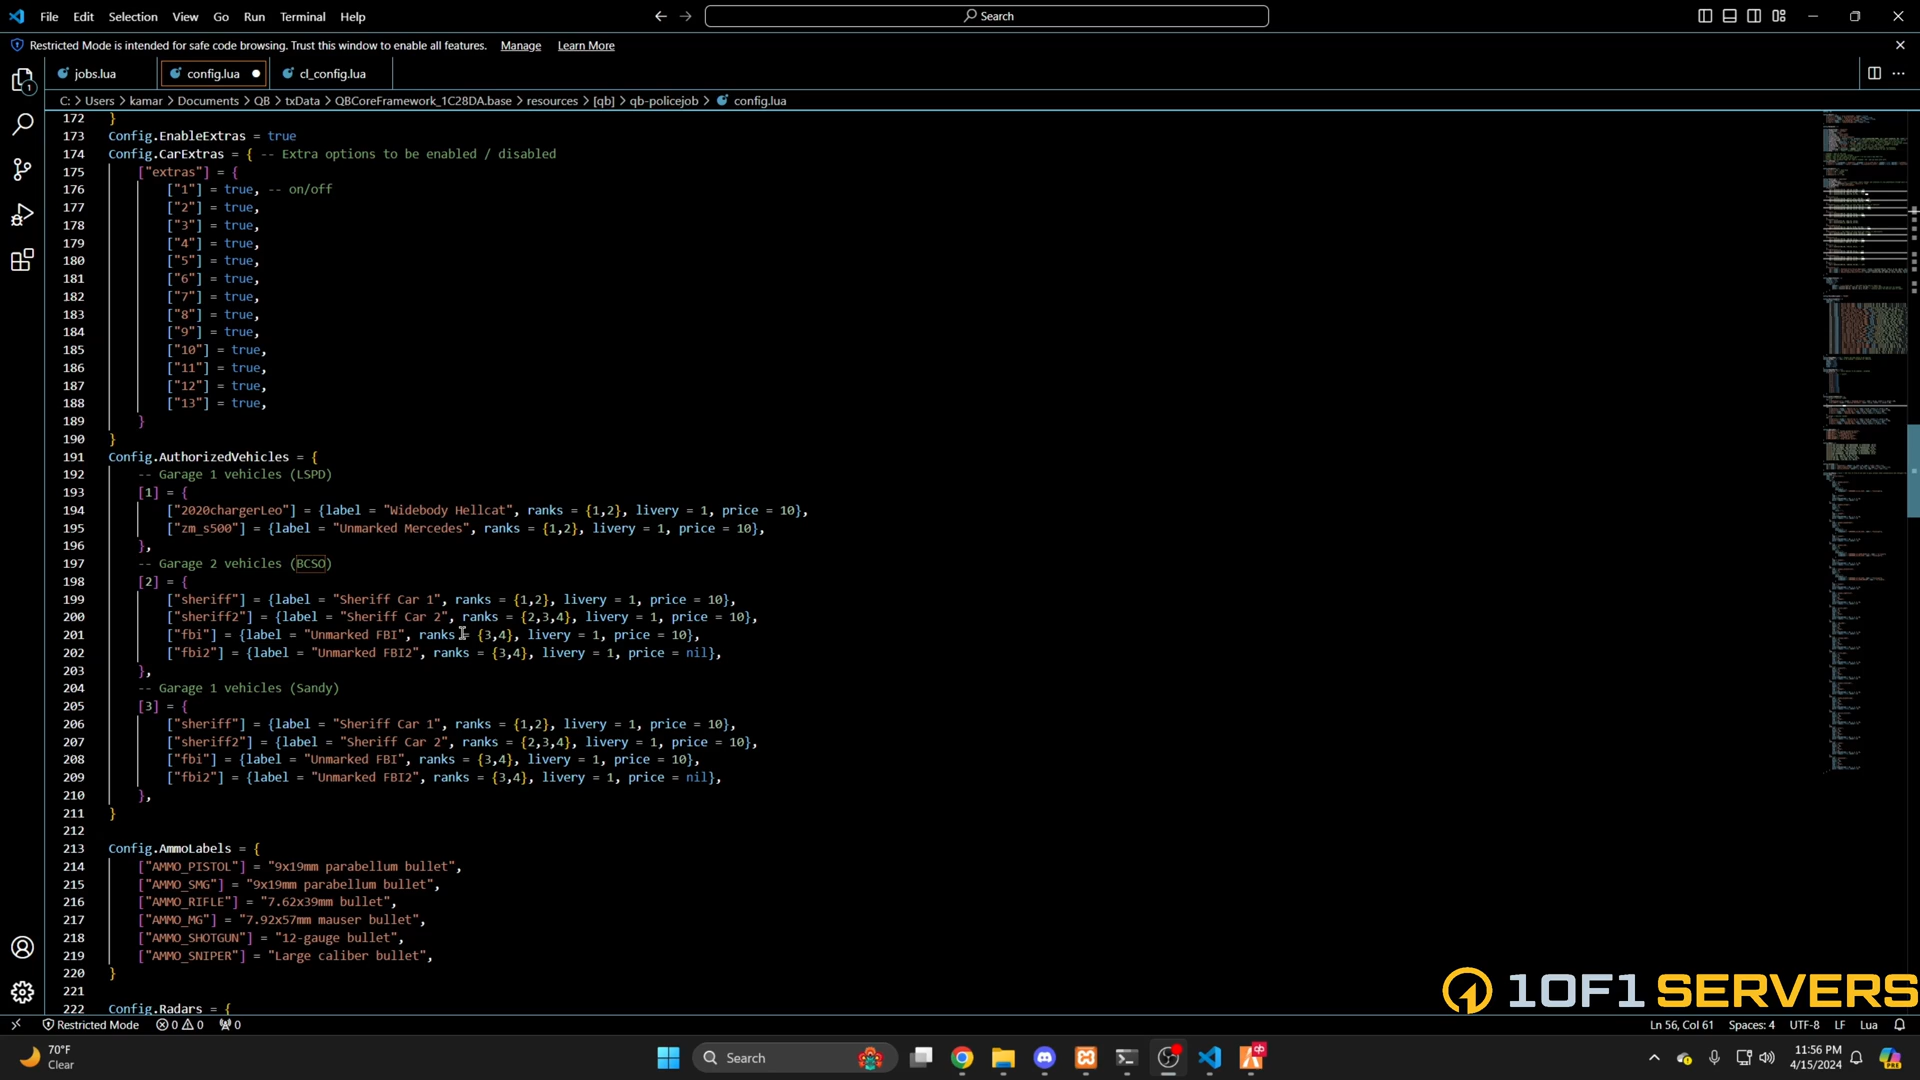 File Edit Selection View Go Run Terminal Help
Search
Restricted Mode is intended for safe code browsing. Trust this window to enable all features. Manage Learn More
1
jobs.lua config.lua cl_config.lua
C: > Users > kamar > Documents > QB > txData > QBCoreFramework_1C28DA.base > resources > [qb] > qb-policejob > config.lua
172 }
173 Config.EnableExtras = true
174 Config.CarExtras = { -- Extra options to be enabled / disabled
175 ["extras"] = {
176 ["1"] = true, -- on/off
177 ["2"] = true,
178 ["3"] = true,
179 ["4"] = true,
180 ["5"] = true,
181 ["6"] = true,
182 ["7"] = true,
183 ["8"] = true,
184 ["9"] = true,
185 ["10"] = true,
186 ["11"] = true,
187 ["12"] = true,
188 ["13"] = true,
189 }
190 }
191 Config.AuthorizedVehicles = {
192 -- Garage 1 vehicles (LSPD)
193 [1] = {
194 ["2020chargerLeo"] = {label = "Widebody Hellcat", ranks = {1,2}, livery = 1, price = 10},
195 ["zm_s500"] = {label = "Unmarked Mercedes", ranks = {1,2}, livery = 1, price = 10},
196 },
197 -- Garage 2 vehicles (BCSO)
198 [2] = {
199 ["sheriff"] = {label = "Sheriff Car 1", ranks = {1,2}, livery = 1, price = 10},
200 ["sheriff2"] = {label = "Sheriff Car 2", ranks = {2,3,4}, livery = 1, price = 10},
201 ["fbi"] = {label = "Unmarked FBI", ranks = {3,4}, livery = 1, price = 10},
202 ["fbi2"] = {label = "Unmarked FBI2", ranks = {3,4}, livery = 1, price = nil},
203 },
204 -- Garage 1 vehicles (Sandy)
205 [3] = {
206 ["sheriff"] = {label = "Sheriff Car 1", ranks = {1,2}, livery = 1, price = 10},
207 ["sheriff2"] = {label = "Sheriff Car 2", ranks = {2,3,4}, livery = 1, price = 10},
208 ["fbi"] = {label = "Unmarked FBI", ranks = {3,4}, livery = 1, price = 10},
209 ["fbi2"] = {label = "Unmarked FBI2", ranks = {3,4}, livery = 1, price = nil},
210 },
211 }
212
213 Config.AmmoLabels = {
214 ["AMMO_PISTOL"] = "9x19mm parabellum bullet",
215 ["AMMO_SMG"] = "9x19mm parabellum bullet",
216 ["AMMO_RIFLE"] = "7.62x39mm bullet",
217 ["AMMO_MG"] = "7.92x57mm mauser bullet",
218 ["AMMO_SHOTGUN"] = "12-gauge bullet",
219 ["AMMO_SNIPER"] = "Large caliber bullet",
220 }
221
222 Config.Radars = {
1OF1 SERVERS
Restricted Mode 0 0 0 Ln 56, Col 61 Spaces: 4 UTF-8 LF Lua
70°F
Clear
Search
qb
11:56 PM
4/15/2024
PRE